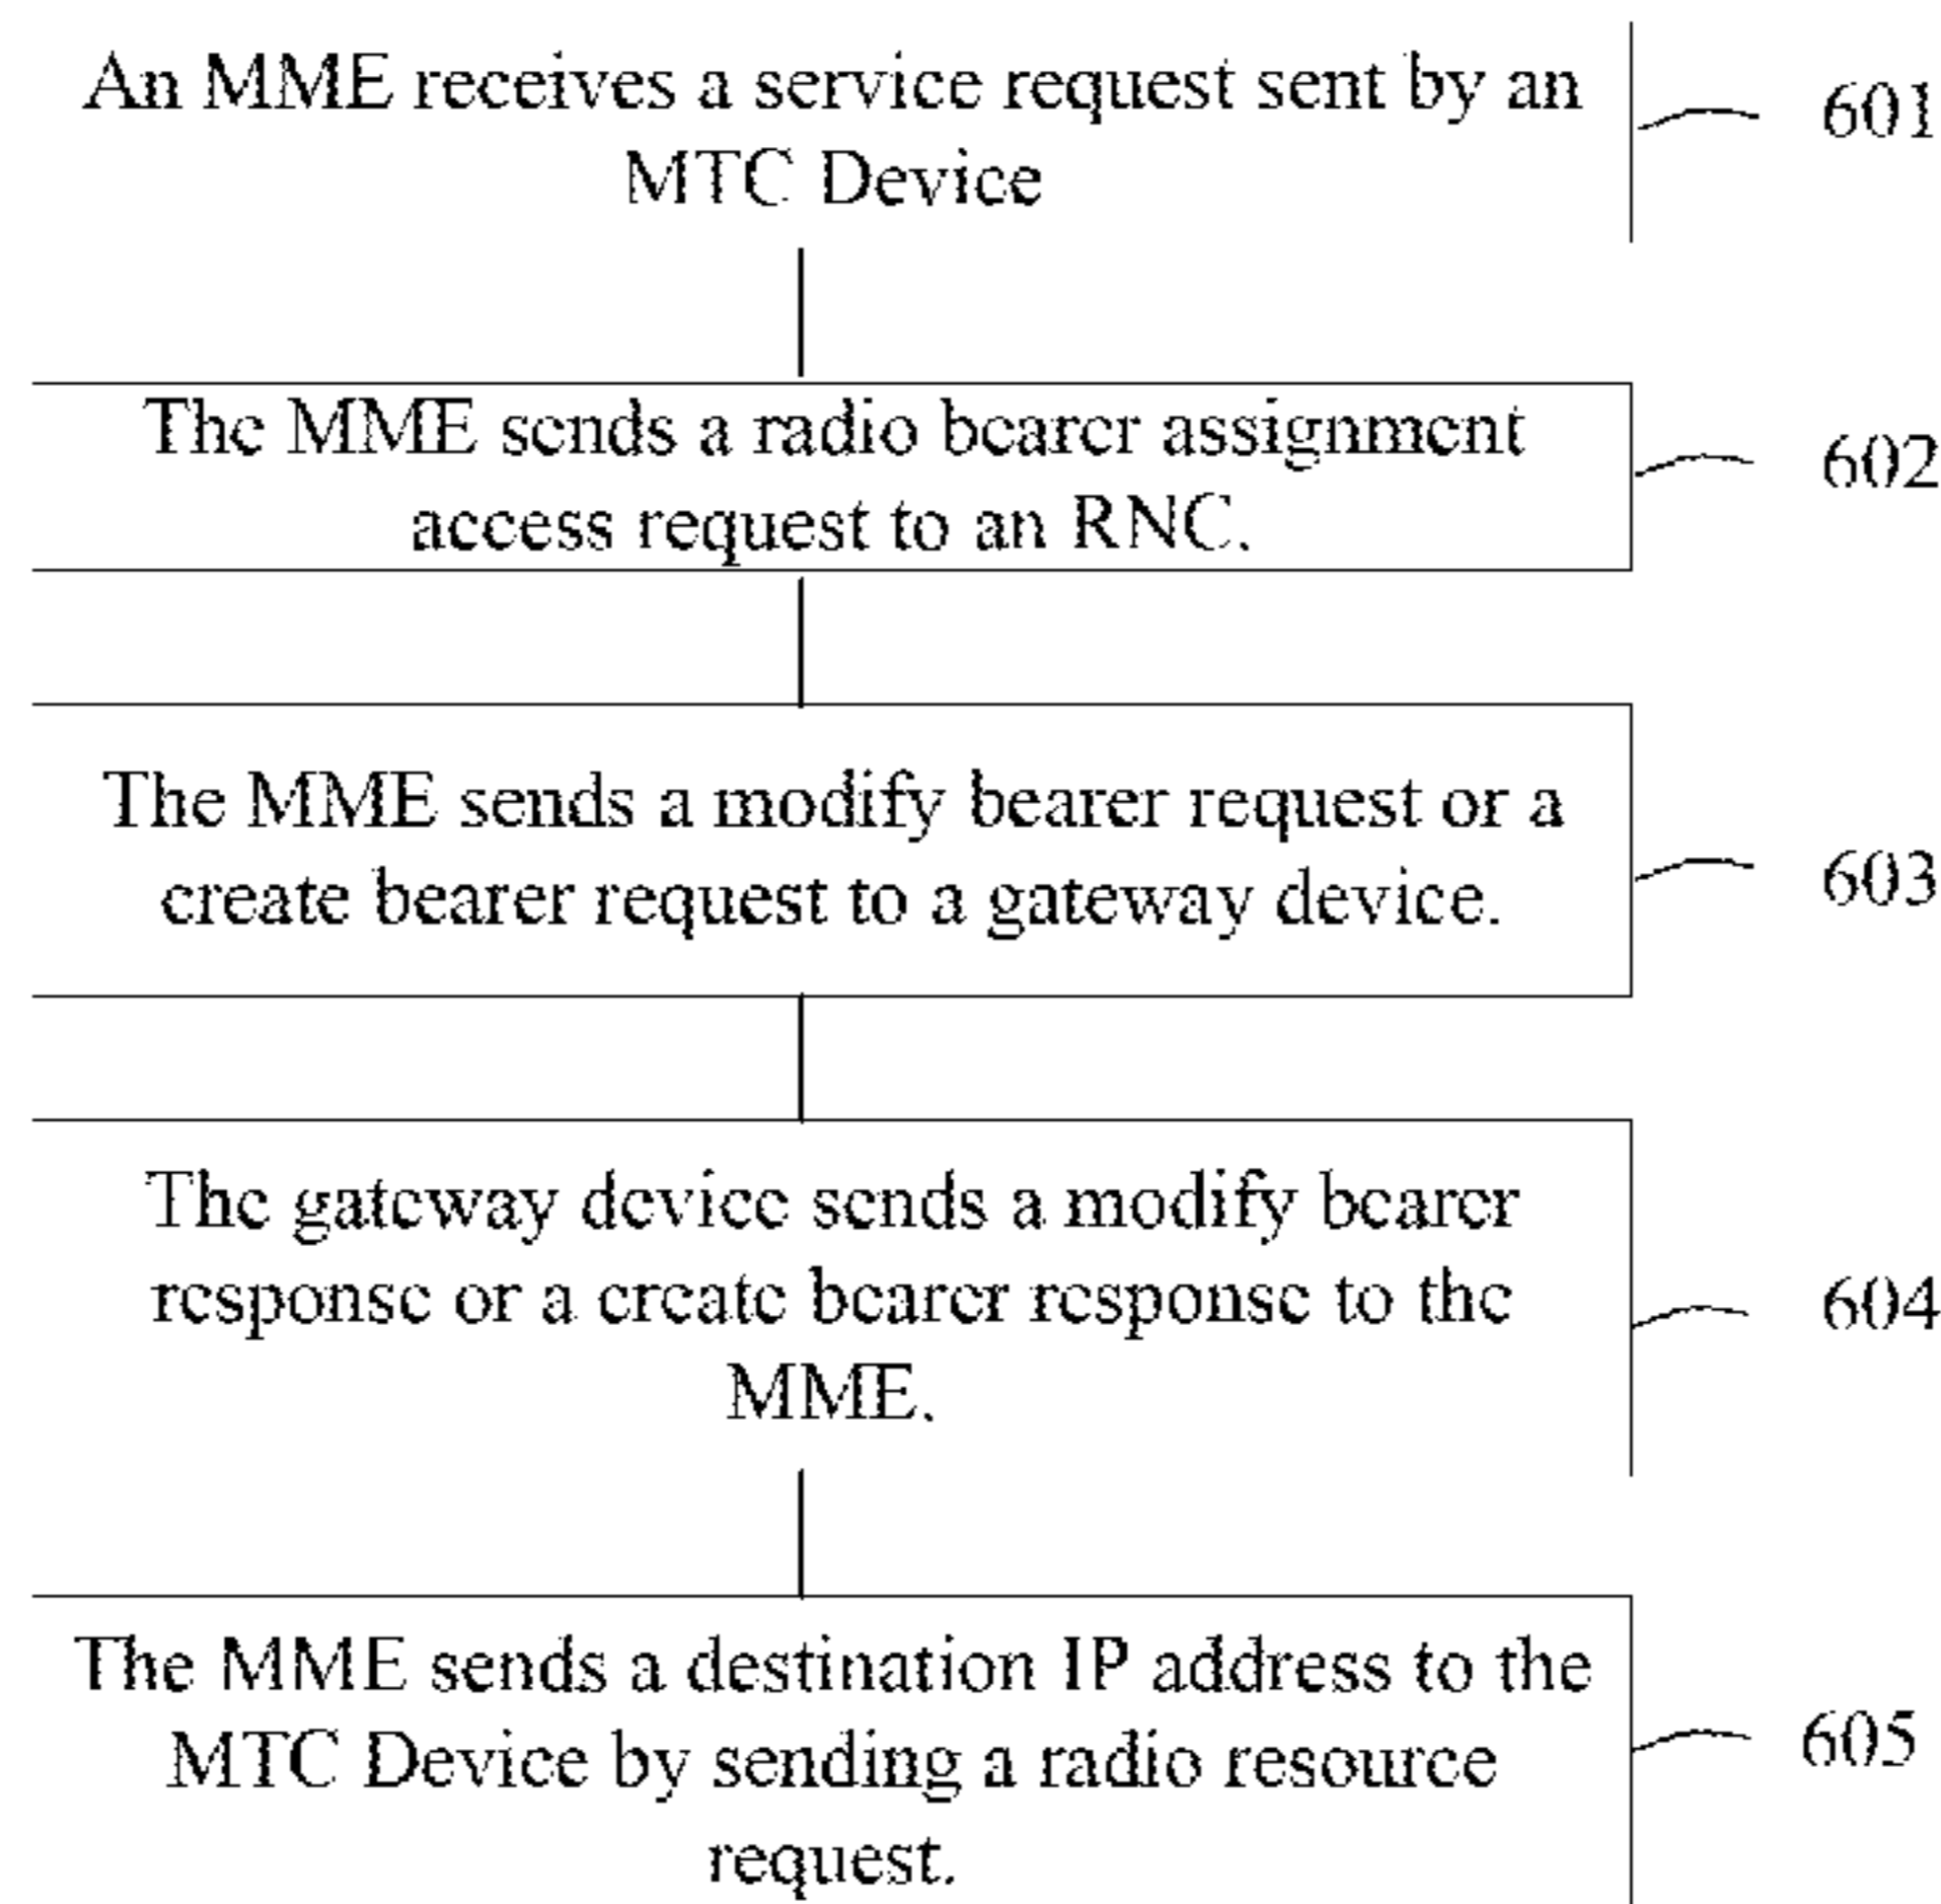 An MME receives a service request sent by an
MTC Device
601
The MME sends a radio bearer assignment
access request to an RNC.
602
The MME sends a modify bearer request or a
create bearer request to a gateway device.
603
The gateway device sends a modify bearer
response or a create bearer response to the
MME.
604
The MME sends a destination IP address to the
MTC Device by sending a radio resource
request.
605